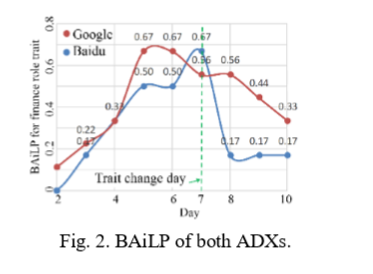 Google
Baidu
BAiLP for finance role trait
0.8
0.6
0.4
0.2
0
0.67 0.67 0.67
0.56 0.56
0.50 0.50
0.44
0.33 0.33
0.22
0.17 0.17 0.17 0.17
Trait change day
2 4 6 7 8 10
Day
Fig. 2. BAiLP of both ADXs.